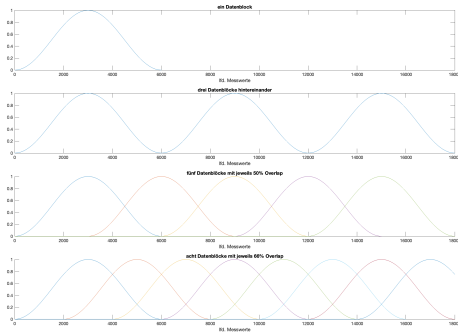 ein Datenblock
1
0.8
0.6
0.4
0.2
0
0 2000 4000 6000 8000 10000 12000 14000 16000 1800
lfd. Messwerte
drei Datenblöcke hintereinander
1
0.8
0.6
0.4
0.2
0
0 2000 4000 6000 8000 10000 12000 14000 16000 1800
lfd. Messwerte
fünf Datenblöcke mit jeweils 50% Overlap
1
0.8
0.6
0.4
0.2
0
0 2000 4000 6000 8000 10000 12000 14000 16000 1800
lfd. Messwerte
acht Datenblöcke mit jeweils 66% Overlap
1
0.8
0.6
0.4
0.2
0
0 2000 4000 6000 8000 10000 12000 14000 16000 1800
lfd. Messwerte